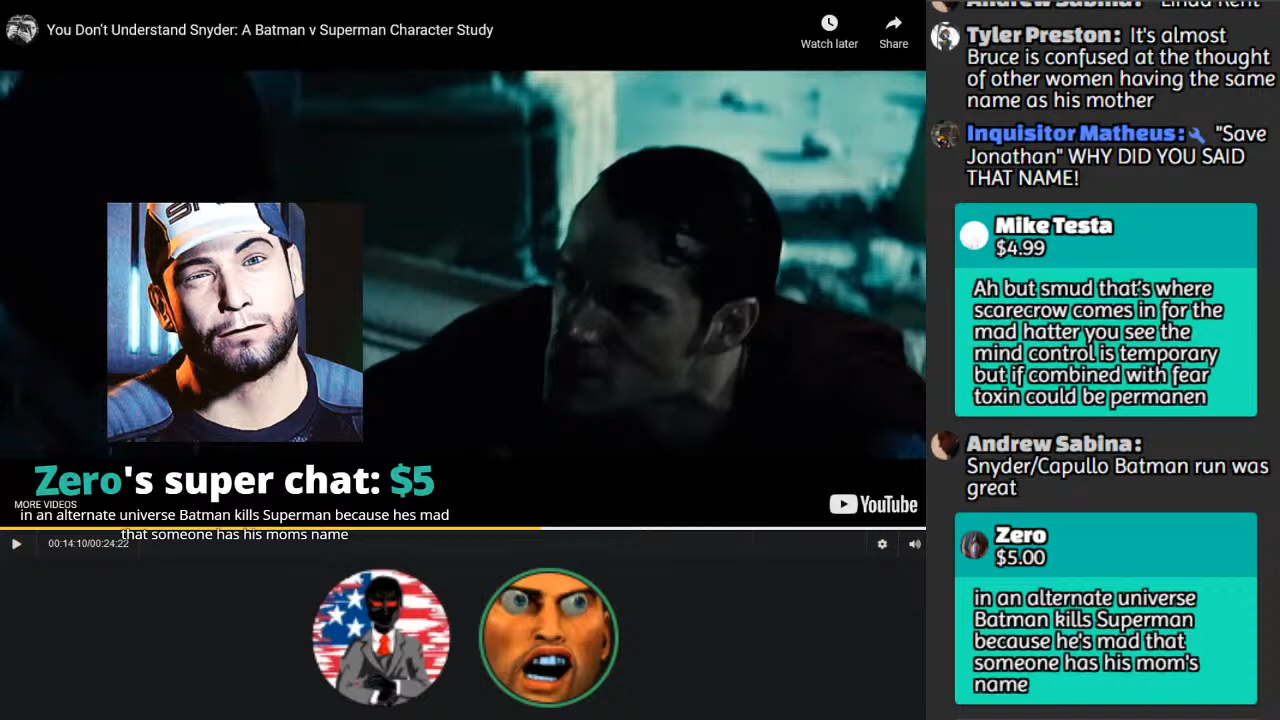 You Don't Understand Snyder: A Batman v Superman Character Study
Watch later
Share
Zero's super chat: $5
MORE VIDEOS
in an alternate universe Batman kills Superman because hes mad
that someone has his moms name
YouTube
00:14:10/00:24:22
Andrew Sabina: "Linda Kent"
Tyler Preston: It's almost
Bruce is confused at the thought
of other women having the same
name as his mother
Inquisitor Matheus: "Save
Jonathan" WHY DID YOU SAID
THAT NAME!
Mike Testa
$4.99
Ah but smud that's where
scarecrow comes in for the
mad hatter you see the
mind control is temporary
but if combined with fear
toxin could be permanen
Andrew Sabina:
Snyder/Capullo Batman run was
great
Zero
$5.00
in an alternate universe
Batman kills Superman
because he's mad that
someone has his mom's
name